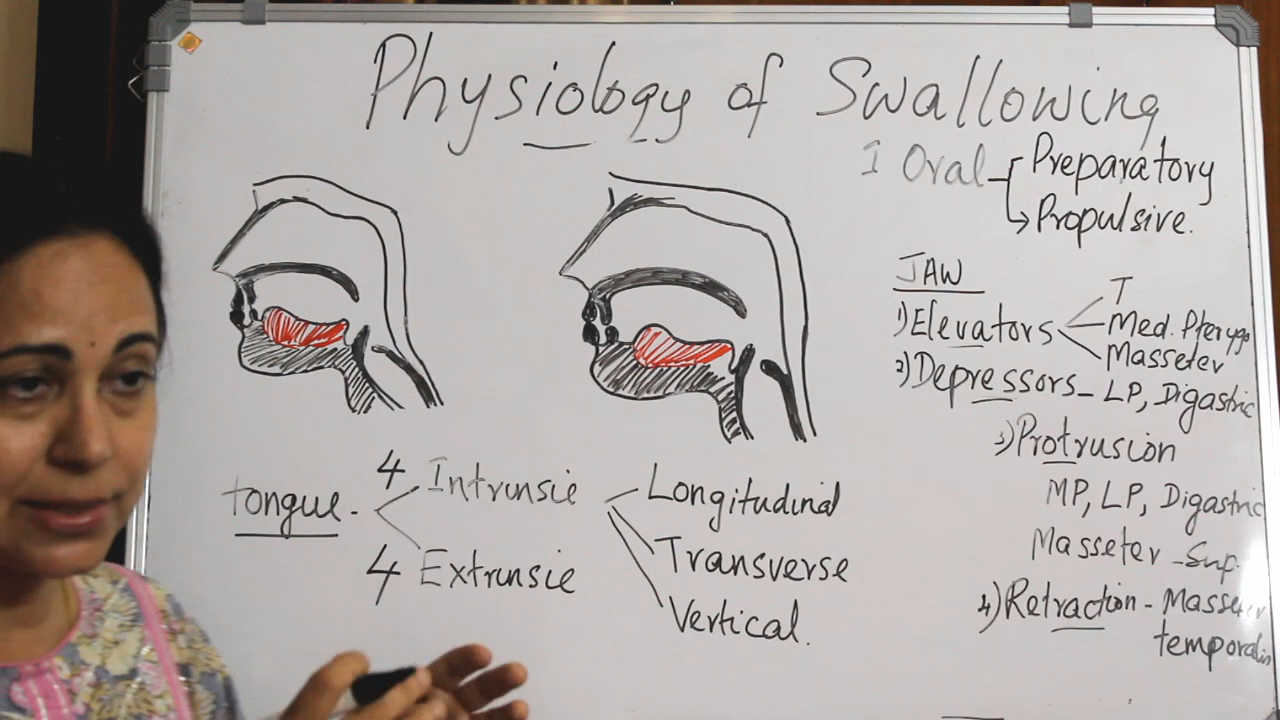 Physiology of Swallowing
I Oral Preparatory
Propulsive.
JAW
1) Elevators T
Med. Pterygo
Masseter
2) Depressors - LP, Digastric
3) Protrusion
MP, LP, Digastric
Masseter - Sup.
4) Retraction - Masseter
temporalis
tongue - 4 Intrinsic Longitudinal
Transverse
4 Extrinsic Vertical.